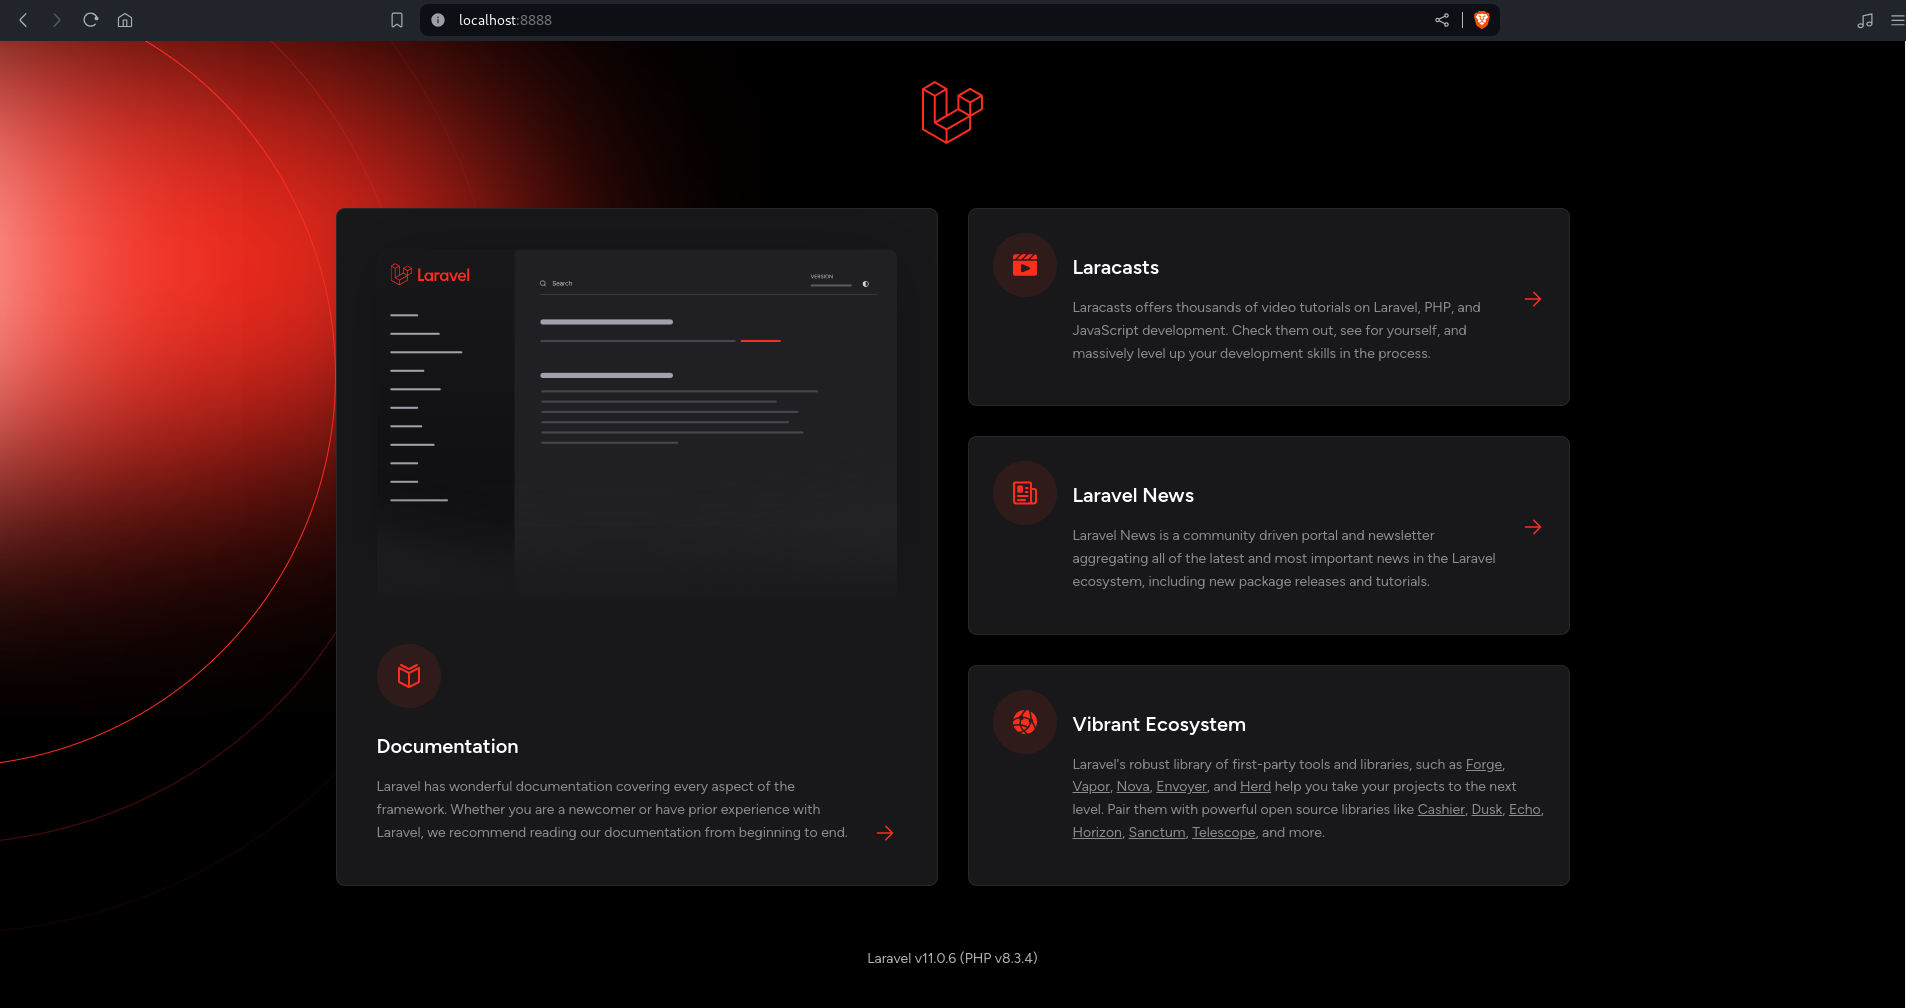 localhost:8888
Laravel
Search
VERSION
Documentation
Laravel has wonderful documentation covering every aspect of the
framework. Whether you are a newcomer or have prior experience with
Laravel, we recommend reading our documentation from beginning to end.
Laracasts
Laracasts offers thousands of video tutorials on Laravel, PHP, and
JavaScript development. Check them out, see for yourself, and
massively level up your development skills in the process.
Laravel News
Laravel News is a community driven portal and newsletter
aggregating all of the latest and most important news in the Laravel
ecosystem, including new package releases and tutorials.
Vibrant Ecosystem
Laravel's robust library of first-party tools and libraries, such as Forge,
Vapor, Nova, Envoyer, and Herd help you take your projects to the next
level. Pair them with powerful open source libraries like Cashier, Dusk, Echo,
Horizon, Sanctum, Telescope, and more.
Laravel v11.0.6 (PHP v8.3.4)